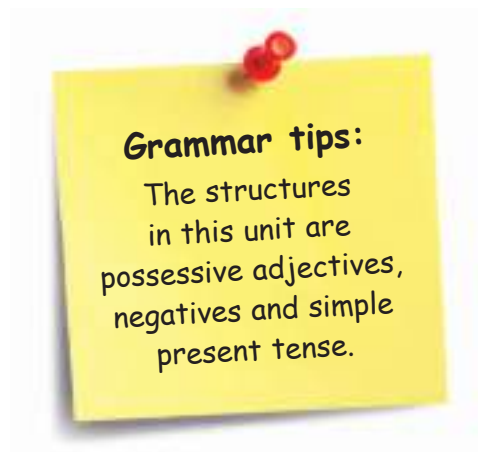 Grammar tips:
The structures
in this unit are
possessive adjectives,
negatives and simple
present tense.